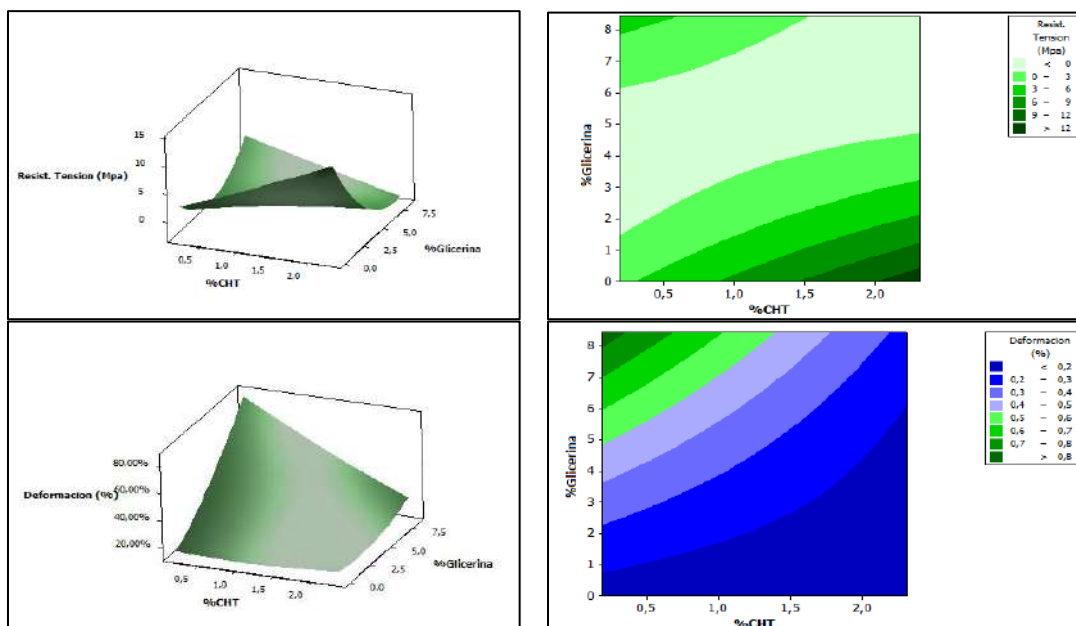 15
10
Resist. Tension (Mpa)
5
0
7,5
5,0
%Glicerina
2,5
0,0
0,5
1,0
1,5
2,0
%CHT
8
7
6
5
4
3
2
1
0
%Glicerina
0,5
1,0
1,5
2,0
%CHT
Resist.
Tension
(Mpa)
< 0
0 – 3
3 – 6
6 – 9
9 – 12
> 12
80,00%
60,00%
Deformacion (%)
40,00%
20,00%
7,5
5,0
%Glicerina
2,5
0,0
0,5
1,0
1,5
2,0
%CHT
8
7
6
5
4
3
2
1
0
%Glicerina
0,5
1,0
1,5
2,0
%CHT
Deformacion
(%)
< 0,2
0,2 – 0,3
0,3 – 0,4
0,4 – 0,5
0,5 – 0,6
0,6 – 0,7
0,7 – 0,8
> 0,8